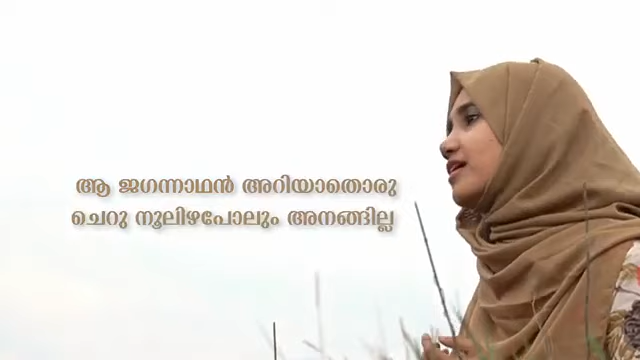 ആ ജഗന്നാഥൻ അറിയാതൊരു
ചെറു നൂലിഴപോലും അനങ്ങില്ല